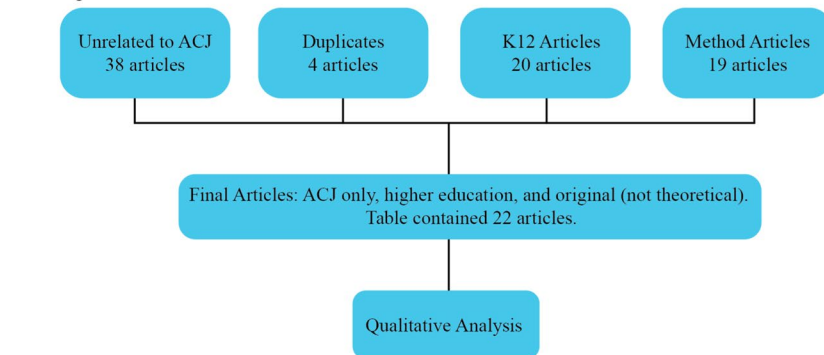 Unrelated to ACJ
38 articles
Duplicates
4 articles
K12 Articles
20 articles
Method Articles
19 articles
Final Articles: ACJ only, higher education, and original (not theoretical).
Table contained 22 articles.
Qualitative Analysis